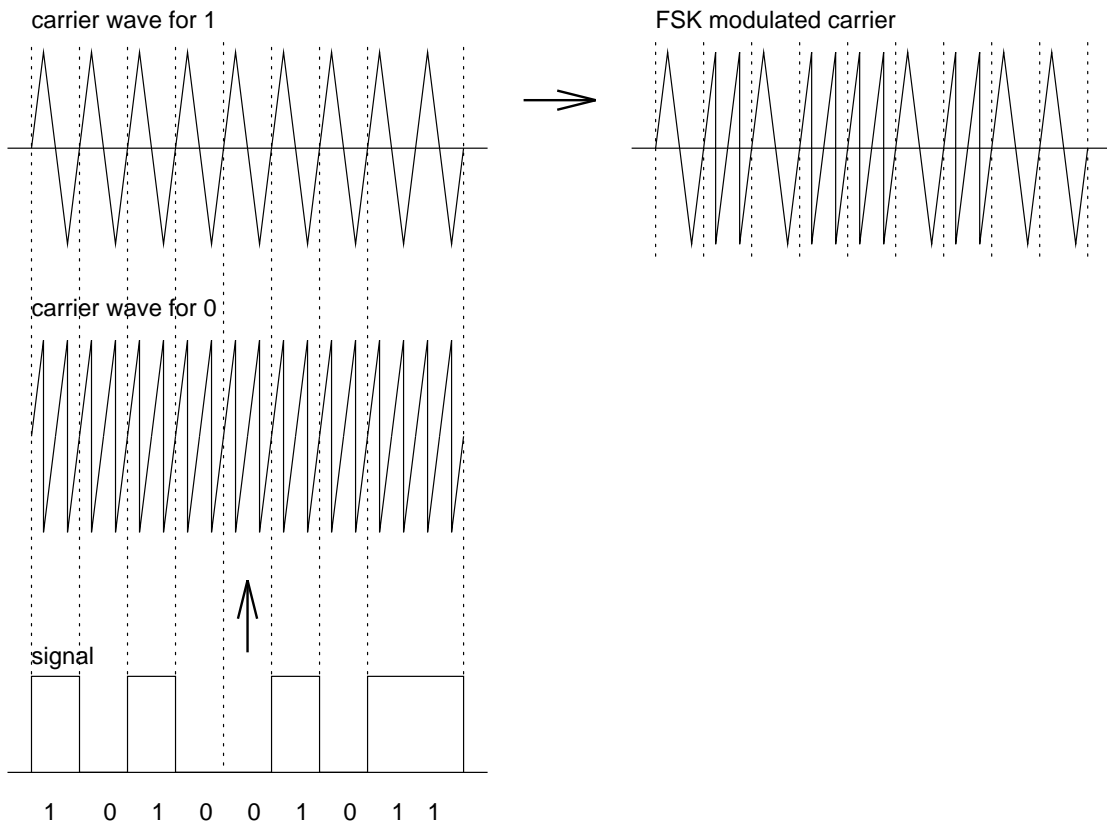 carrier wave for 1
FSK modulated carrier
carrier wave for 0
signal
1 0 1 0 0 1 0 1 1